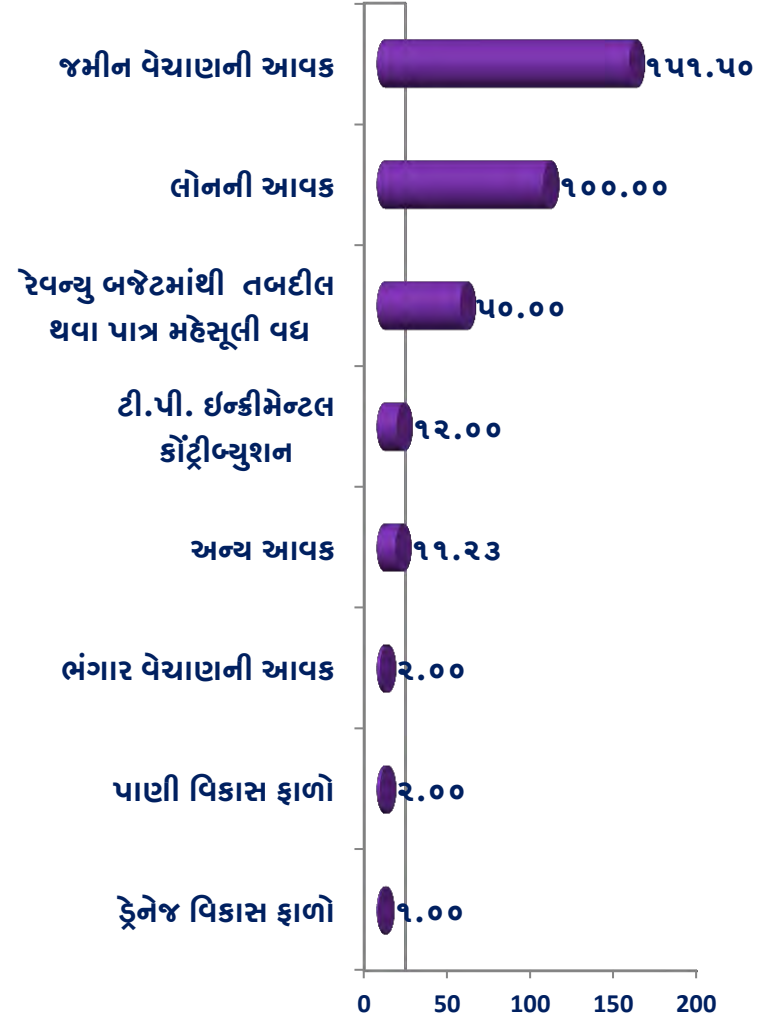 જમીન વેચાણની આવક
૧૫૧.૫૦
લોનની આવક
૧૦૦.૦૦
રેવન્યુ બજેટમાંથી તબદીલ
થવા પાત્ર મહેસૂલી વધ
૫૦.૦૦
ટી.પી. ઇન્ક્રીમેન્ટલ
કોંટ્રીબ્યુશન
૧૨.૦૦
અન્ય આવક
૧૧.૨૩
ભંગાર વેચાણની આવક
૨.૦૦
પાણી વિકાસ ફાળો
૨.૦૦
ડ્રેનેજ વિકાસ ફાળો
૧.૦૦
0 50 100 150 200